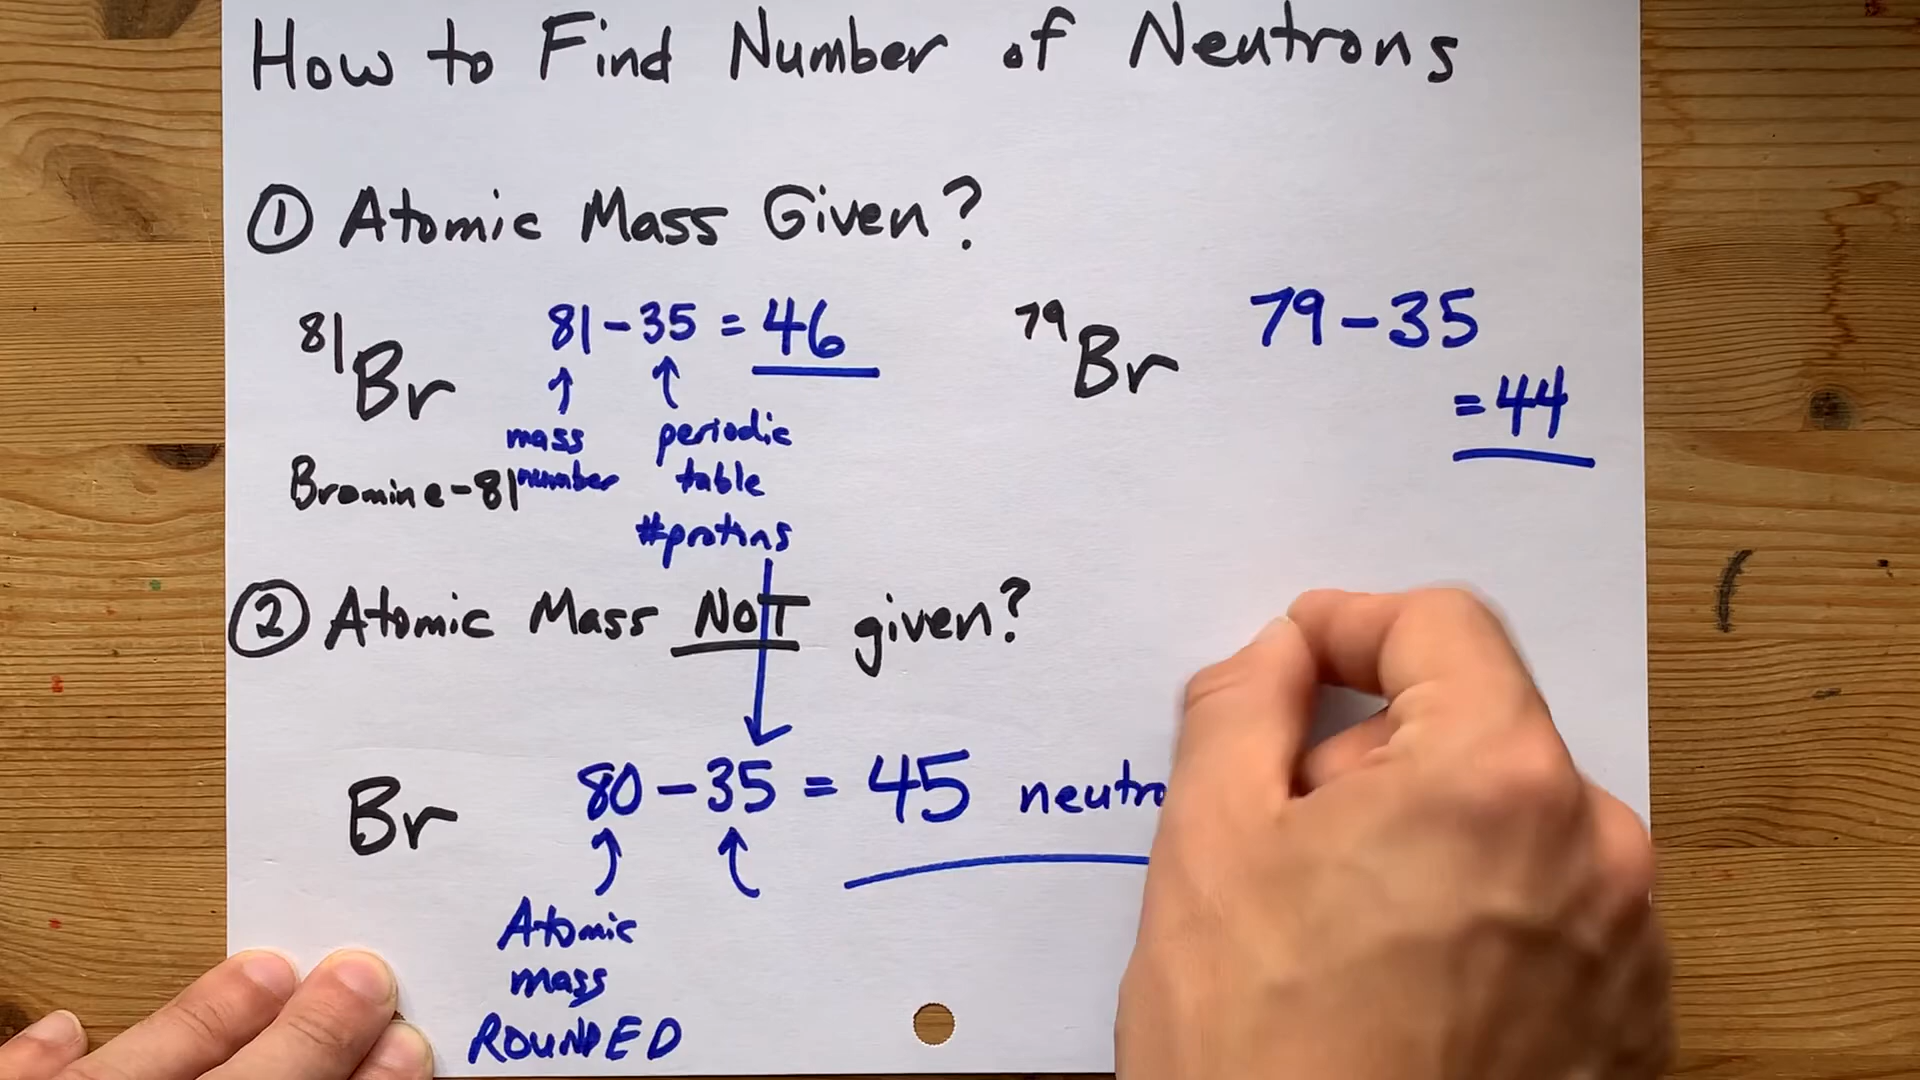 How to Find Number of Neutrons
① Atomic Mass Given?
81Br
81-35 = 46
mass number
periodic table
#protons
Bromine-81
79Br
79-35
= 44
② Atomic Mass NOT given?
Br
80-35 = 45 neutro
Atomic
mass
ROUNDED